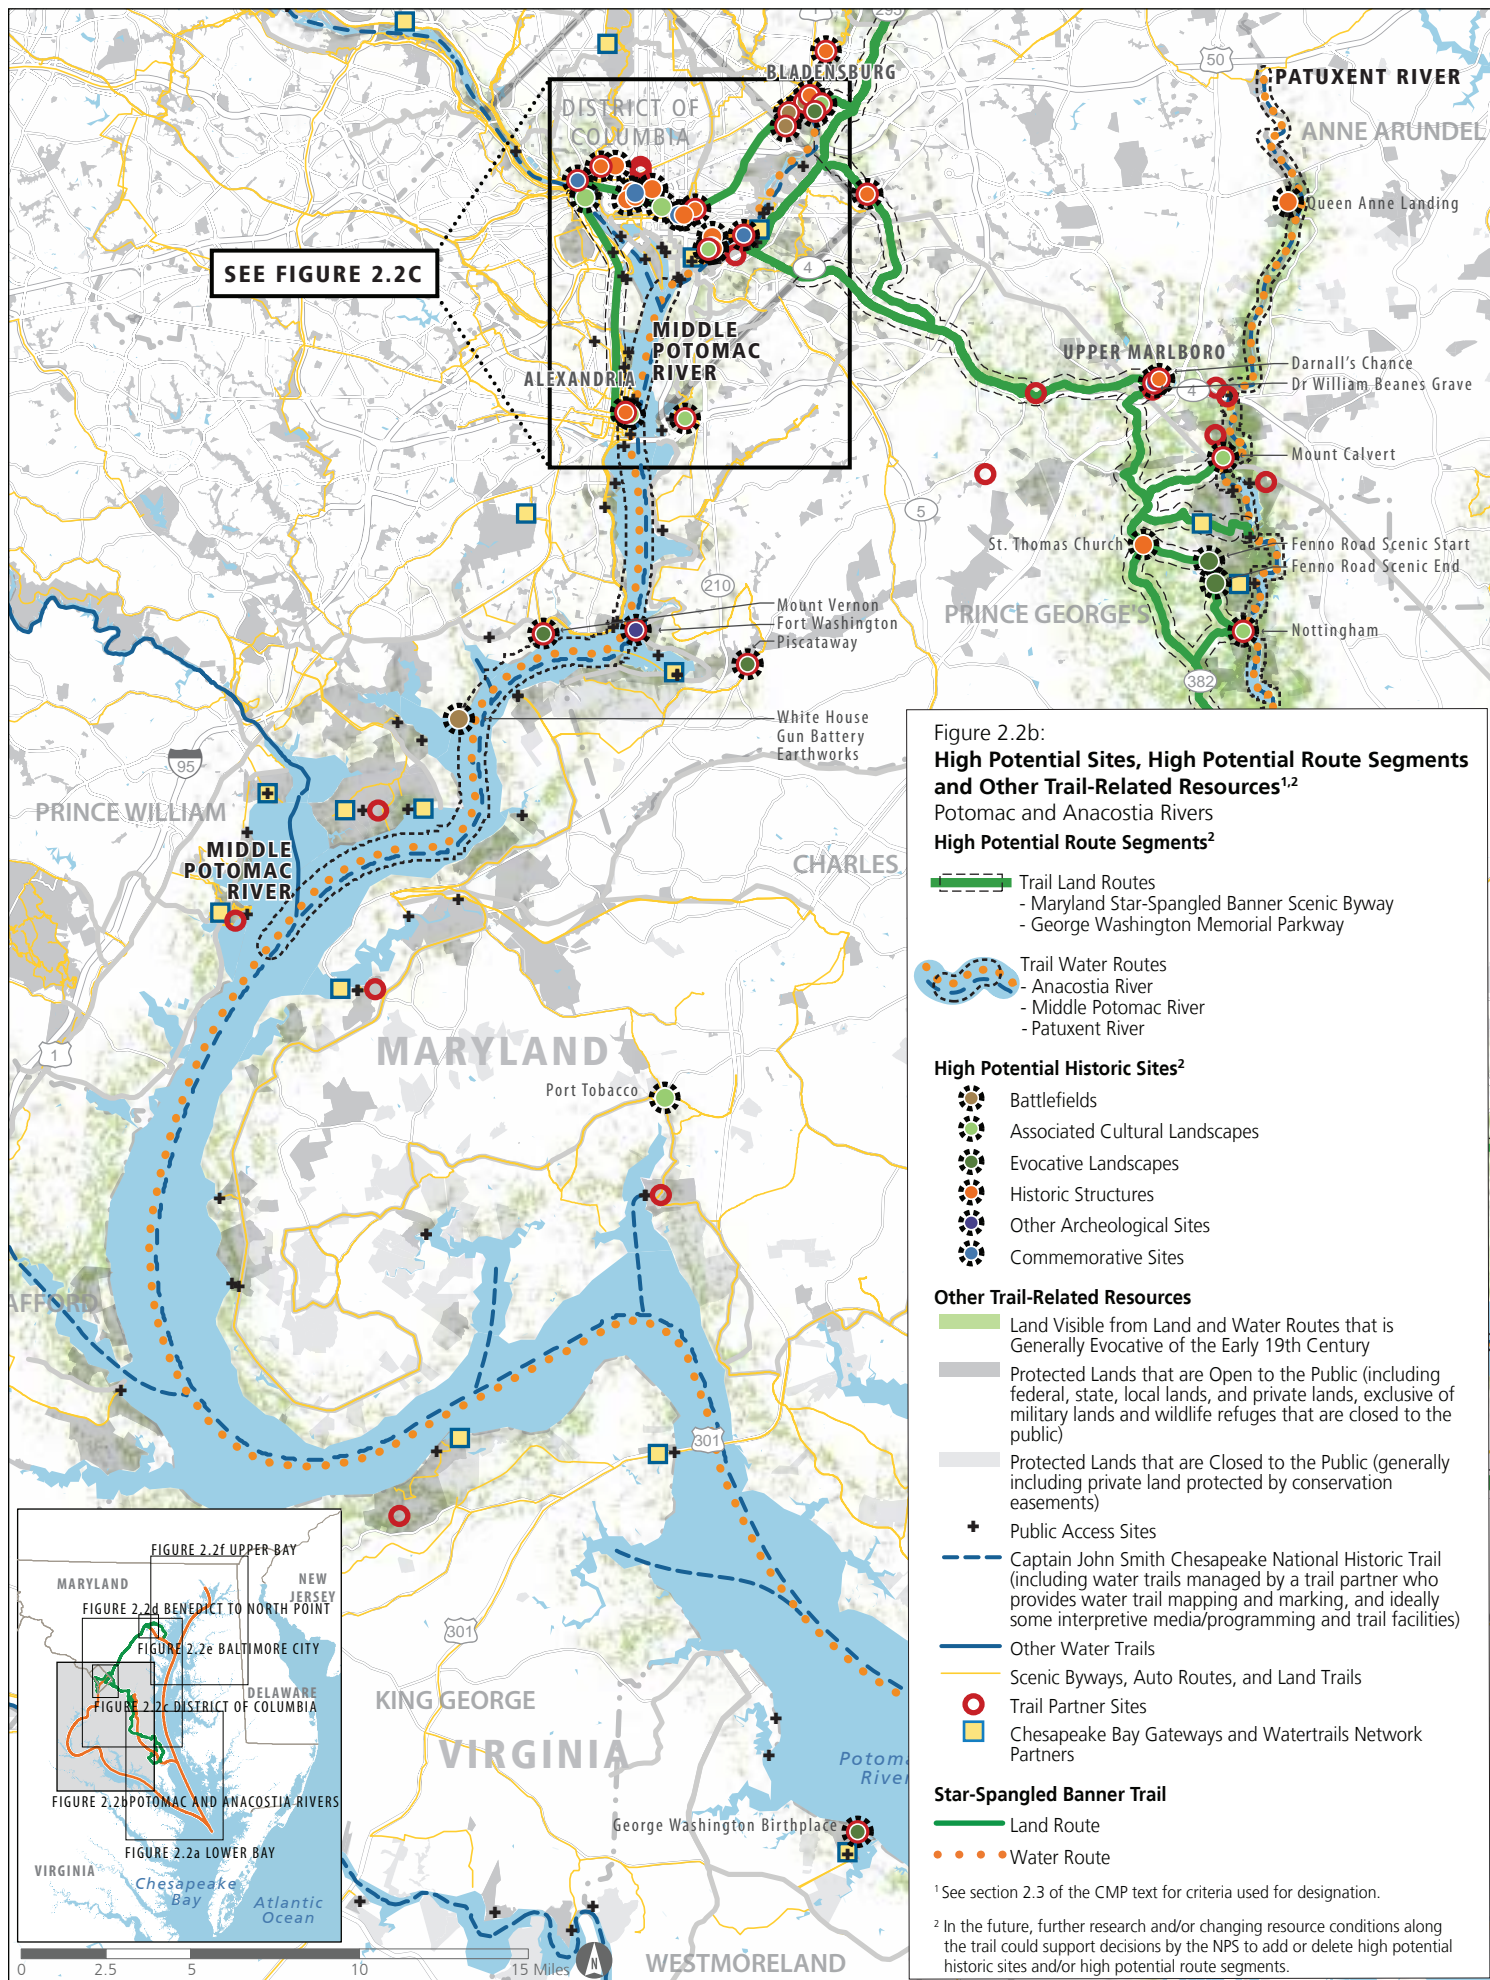 295
1
BLADENSBURG
50
PATUXENT RIVER
DISTRICT OF
COLUMBIA
ANNE ARUNDEL
Queen Anne Landing
SEE FIGURE 2.2C
4
MIDDLE
POTOMAC
RIVER
ALEXANDRIA
UPPER MARLBORO
Darnall's Chance
4
Dr William Beanes Grave
Mount Calvert
5
St. Thomas Church
Fenno Road Scenic Start
Fenno Road Scenic End
210
PRINCE GEORGE'S
Mount Vernon
Fort Washington
Piscataway
Nottingham
382
White House
Gun Battery
Earthworks
95
PRINCE WILLIAM
MIDDLE
POTOMAC
RIVER
CHARLES
1
MARYLAND
Port Tobacco
AFFORD
301
301
KING GEORGE
VIRGINIA
Potoma
River
George Washington Birthplace
WESTMORELAND
Figure 2.2b:
High Potential Sites, High Potential Route Segments
and Other Trail-Related Resources1,2
Potomac and Anacostia Rivers
High Potential Route Segments2
Trail Land Routes
- Maryland Star-Spangled Banner Scenic Byway
- George Washington Memorial Parkway
Trail Water Routes
- Anacostia River
- Middle Potomac River
- Patuxent River
High Potential Historic Sites2
Battlefields
Associated Cultural Landscapes
Evocative Landscapes
Historic Structures
Other Archeological Sites
Commemorative Sites
Other Trail-Related Resources
Land Visible from Land and Water Routes that is
Generally Evocative of the Early 19th Century
Protected Lands that are Open to the Public (including
federal, state, local lands, and private lands, exclusive of
military lands and wildlife refuges that are closed to the
public)
Protected Lands that are Closed to the Public (generally
including private land protected by conservation
easements)
Public Access Sites
Captain John Smith Chesapeake National Historic Trail
(including water trails managed by a trail partner who
provides water trail mapping and marking, and ideally
some interpretive media/programming and trail facilities)
Other Water Trails
Scenic Byways, Auto Routes, and Land Trails
Trail Partner Sites
Chesapeake Bay Gateways and Watertrails Network
Partners
Star-Spangled Banner Trail
Land Route
Water Route
1 See section 2.3 of the CMP text for criteria used for designation.
2 In the future, further research and/or changing resource conditions along
the trail could support decisions by the NPS to add or delete high potential
historic sites and/or high potential route segments.
FIGURE 2.2f UPPER BAY
MARYLAND
NEW
JERSEY
FIGURE 2.2d BENEDICT TO NORTH POINT
FIGURE 2.2e BALTIMORE CITY
DELAWARE
FIGURE 2.2c DISTRICT OF COLUMBIA
FIGURE 2.2bPOTOMAC AND ANACOSTIA RIVERS
FIGURE 2.2a LOWER BAY
VIRGINIA
Chesapeake
Bay
Atlantic
Ocean
0 2.5 5 10 15 Miles
N